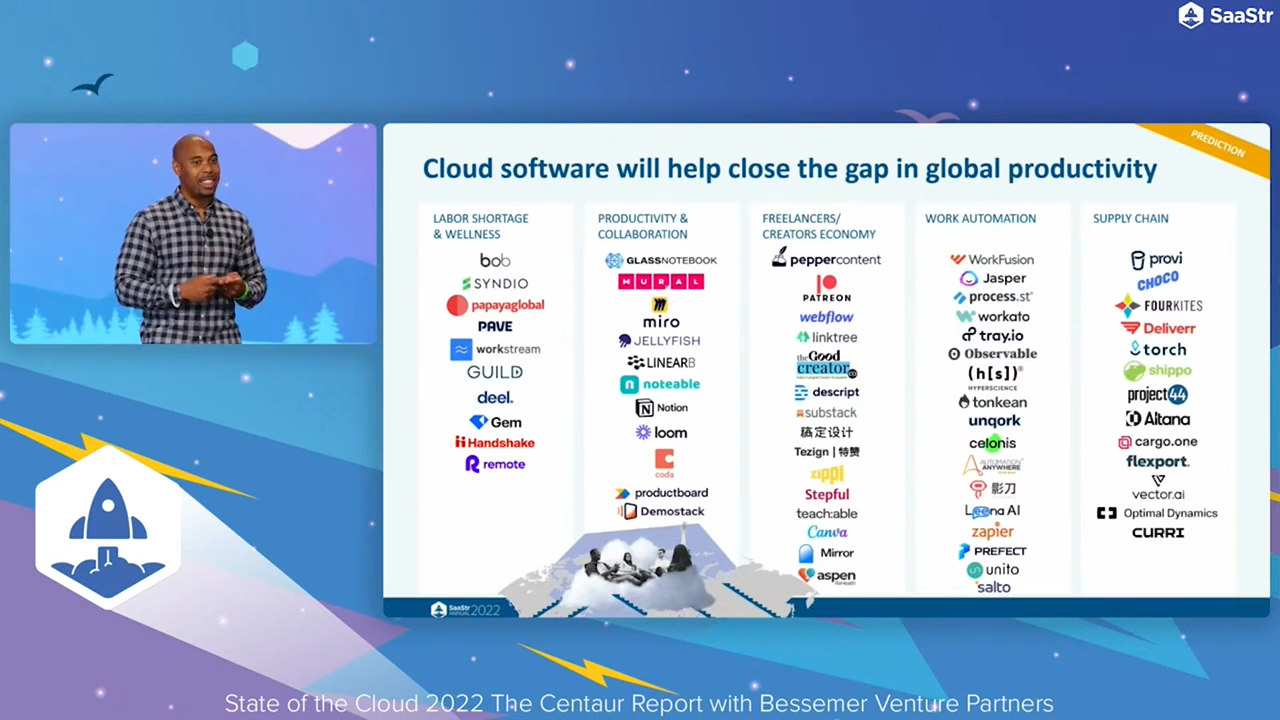 SaaStr
PREDICTION
Cloud software will help close the gap in global productivity
LABOR SHORTAGE
& WELLNESS
bob
SYNDIO
papayaglobal
PAVE
workstream
GUILD
deel.
Gem
Handshake
remote
PRODUCTIVITY &
COLLABORATION
GLASSNOTEBOOK
MURAL
miro
JELLYFISH
LINEARB
noteable
Notion
loom
coda
productboard
Demostack
FREELANCERS/
CREATORS ECONOMY
peppercontent
PATREON
webflow
linktree
the Good
creator
co
descript
substack
稿定设计
Tezign | 特赞
zippi
Stepful
teach:able
Canva
Mirror
aspen
WORK AUTOMATION
WorkFusion
Jasper
process.st
workato
tray.io
Observable
(h[s])
HYPERSCIENCE
tonkean
unqork
celonis
AUTOMATION
ANYWHERE
影刀
Leena AI
zapier
PREFECT
unito
salto
SUPPLY CHAIN
provi
CHOCO
FOURKITES
Deliverr
torch
shippo
project44
Altana
cargo.one
flexport.
vector.ai
Optimal Dynamics
CURRI
SaaStr
ANNUAL 2022
State of the Cloud 2022 The Centaur Report with Bessemer Venture Partners